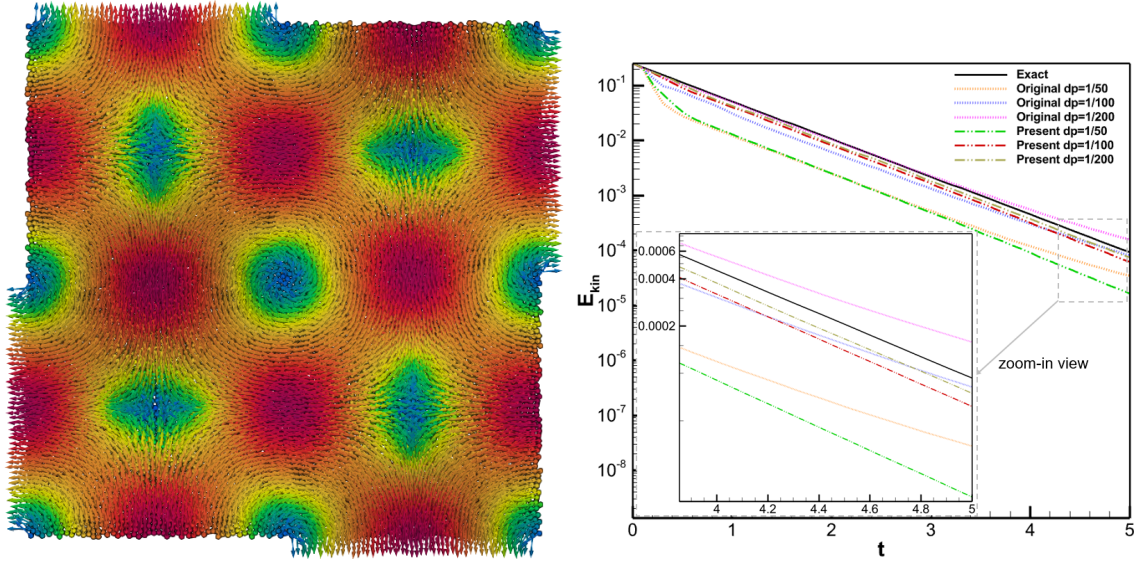 Exact
Original dp=1/50
Original dp=1/100
Original dp=1/200
Present dp=1/50
Present dp=1/100
Present dp=1/200
10-1
10-2
10-3
10-4
10-5
10-6
10-7
10-8
Ekin
0.0006
0.0004
0.0002
4 4.2 4.4 4.6 4.8 5
zoom-in view
0 1 2 3 4 5
t